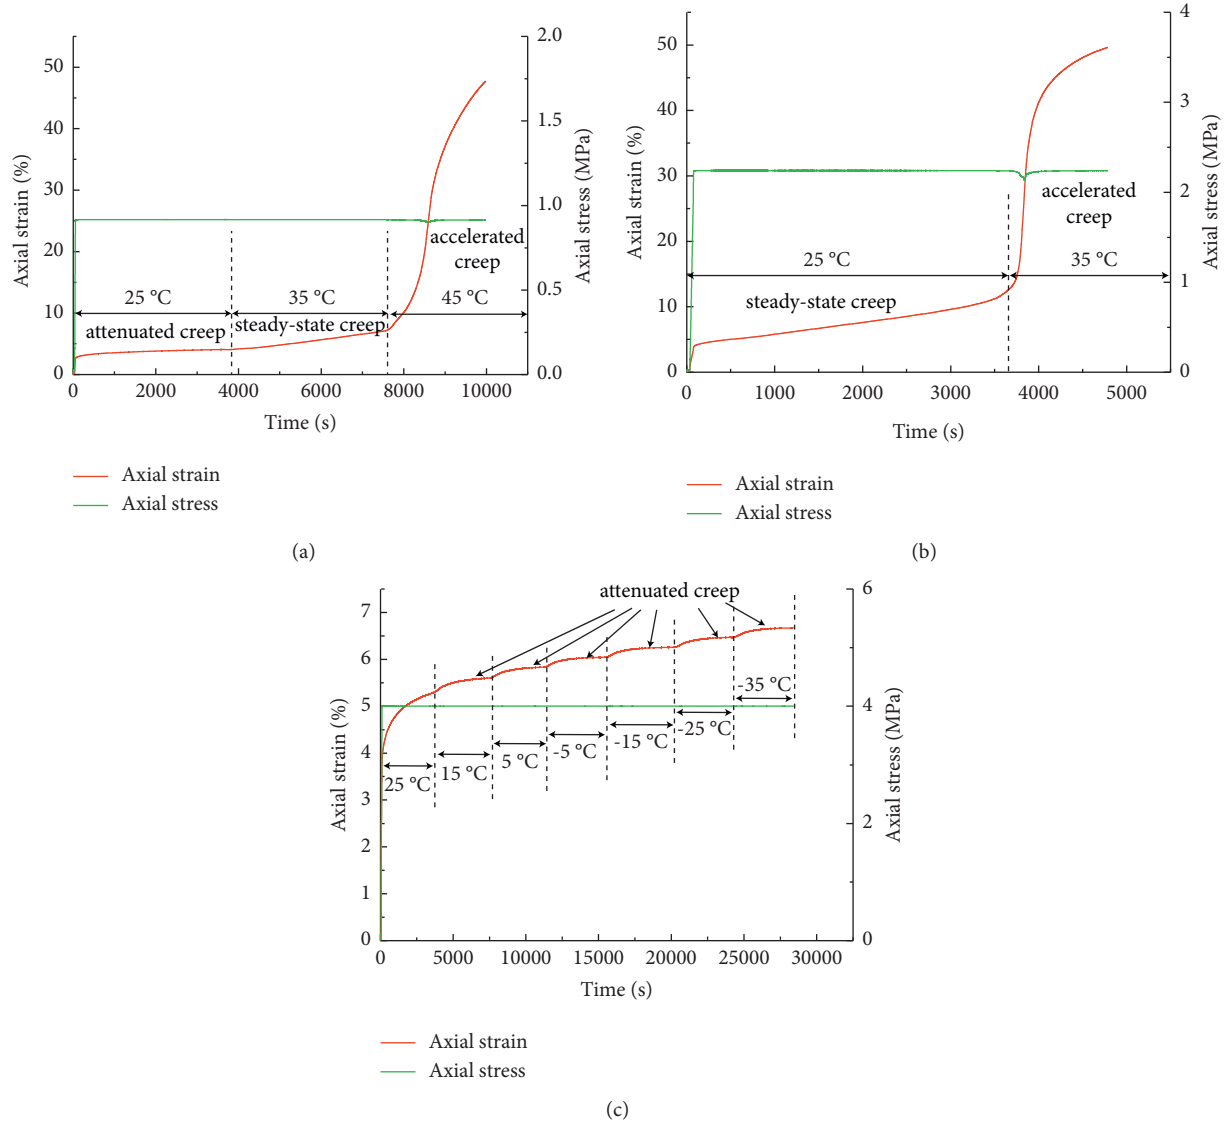 Axial strain (%)
50
40
30
20
10
0
2.0
1.5
1.0
0.5
0.0
Axial stress (MPa)
accelerated
creep
25 °C
35 °C
45 °C
attenuated creep
steady-state creep
0
2000
4000
6000
8000
10000
Time (s)
Axial strain
Axial stress
(a)
Axial strain (%)
50
40
30
20
10
0
4
3
2
1
0
Axial stress (MPa)
accelerated
creep
25 °C
35 °C
steady-state creep
0
1000
2000
3000
4000
5000
Time (s)
Axial strain
Axial stress
(b)
Axial strain (%)
7
6
5
4
3
2
1
0
6
4
2
0
Axial stress (MPa)
attenuated creep
-35 °C
-25 °C
-15 °C
-5 °C
5 °C
15 °C
25 °C
0
5000
10000
15000
20000
25000
30000
Time (s)
Axial strain
Axial stress
(c)